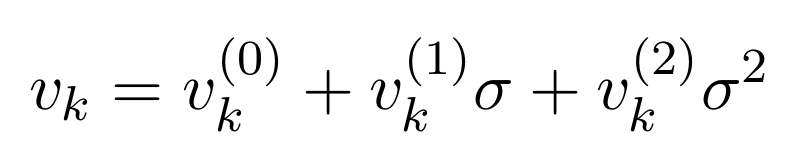 $v_k = v_k^{(0)} + v_k^{(1)}\sigma + v_k^{(2)}\sigma^2$